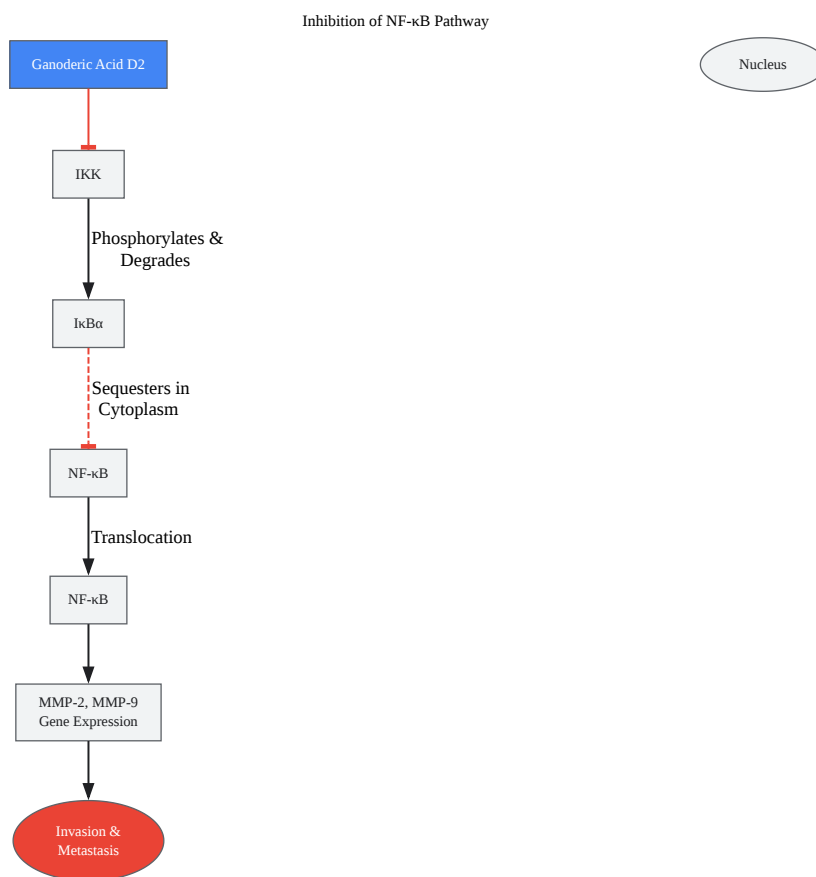 Inhibition of NF-κB Pathway
Ganoderic Acid D2
Nucleus
IKK
Phosphorylates &
Degrades
IκBα
Sequesters in
Cytoplasm
NF-κB
Translocation
NF-κB
MMP-2, MMP-9
Gene Expression
Invasion &
Metastasis